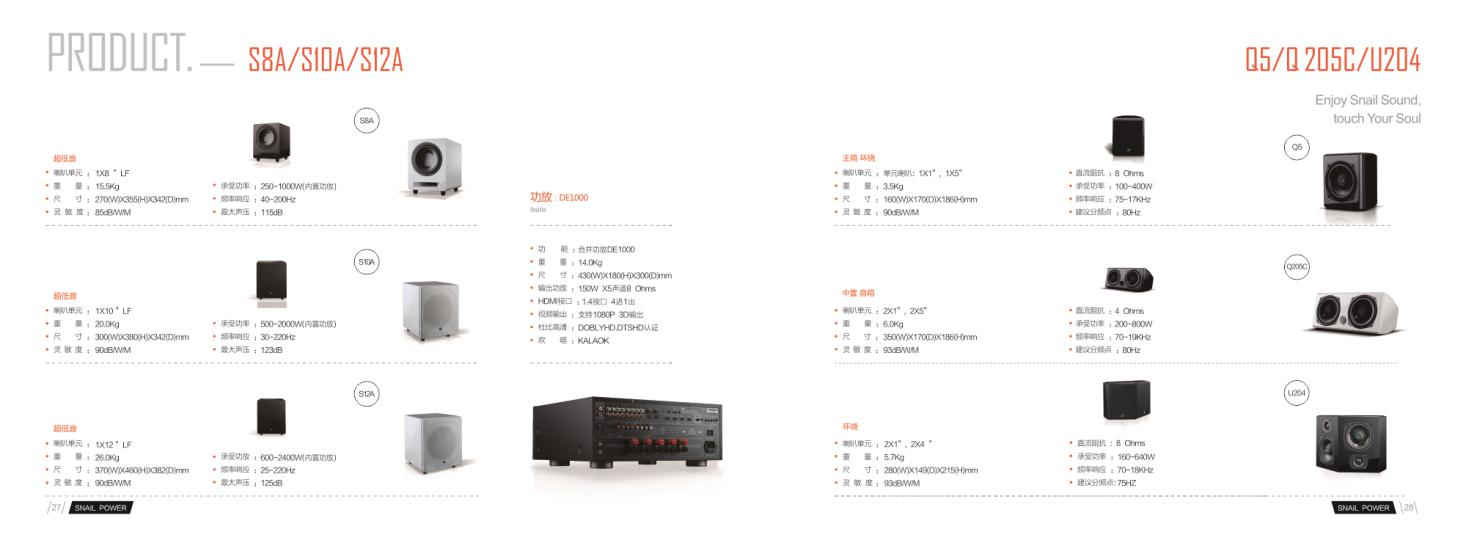 PRODUCT. — S8A/S10A/S12A
S8A
超低音
喇叭单元 ：1X8 ＂ LF
重 量 ：15.5Kg
尺 寸 ：270(W)X355(H)X342(D)mm
灵 敏 度 ：85dB/W/M
承受功率 ：250~1000W(内置功放)
频率响应 ：40~200Hz
最大声压 ：115dB
S10A
超低音
喇叭单元 ：1X10＂ LF
重 量 ：20.0Kg
尺 寸 ：300(W)X380(H)X342(D)mm
灵 敏 度 ：90dB/W/M
承受功率 ：500~2000W(内置功放)
频率响应 ：30~220Hz
最大声压 ：123dB
S12A
超低音
喇叭单元 ：1X12＂ LF
重 量 ：26.0Kg
尺 寸 ：370(W)X460(H)X382(D)mm
灵 敏 度 ：90dB/W/M
承受功放 ：600~2400W(内置功放)
频率响应 ：25~220Hz
最大声压 ：125dB
/27/ SNAIL POWER
功放 : DE1000
功 能 ：合并功放DE1000
重 量 ：14.0Kg
尺 寸 ：430(W)X180(H)X300(D)mm
输出功放 ：150W X5声道8 Ohms
HDMI接口 ：1.4接口 4进1出
视频输出 ：支持1080P 3D输出
杜比高清 ：DOBLYHD.DTSHD认证
欢 唱 ：KALAOK
Q5/Q 205C/U204
Enjoy Snail Sound,
touch Your Soul
Q5
主箱 环绕
喇叭单元 ：单元喇叭: 1X1＂, 1X5＂
重 量 ：3.5Kg
尺 寸 ：160(W)X170(D)X186(H)mm
灵 敏 度 ：90dB/W/M
直流阻抗 ：8 Ohms
承受功率 ：100~400W
频率响应 ：75~17KHz
建议分频点 ：80Hz
Q205C
中置 音箱
喇叭单元 ：2X1＂, 2X5＂
重 量 ：6.0Kg
尺 寸 ：350(W)X170(D)X186(H)mm
灵 敏 度 ：93dB/W/M
直流阻抗 ：4 Ohms
承受功率 ：200~800W
频率响应 ：70~19KHz
建议分频点 ：80Hz
U204
环绕
喇叭单元 ：2X1＂, 2X4 ＂
重 量 ：5.7Kg
尺 寸 ：280(W)X149(D)X215(H)mm
灵 敏 度 ：93dB/W/M
直流阻抗 ：8 Ohms
承受功率 ：160~640W
频率响应 ：70~18KHz
建议分频点: 75HZ
SNAIL POWER \28\